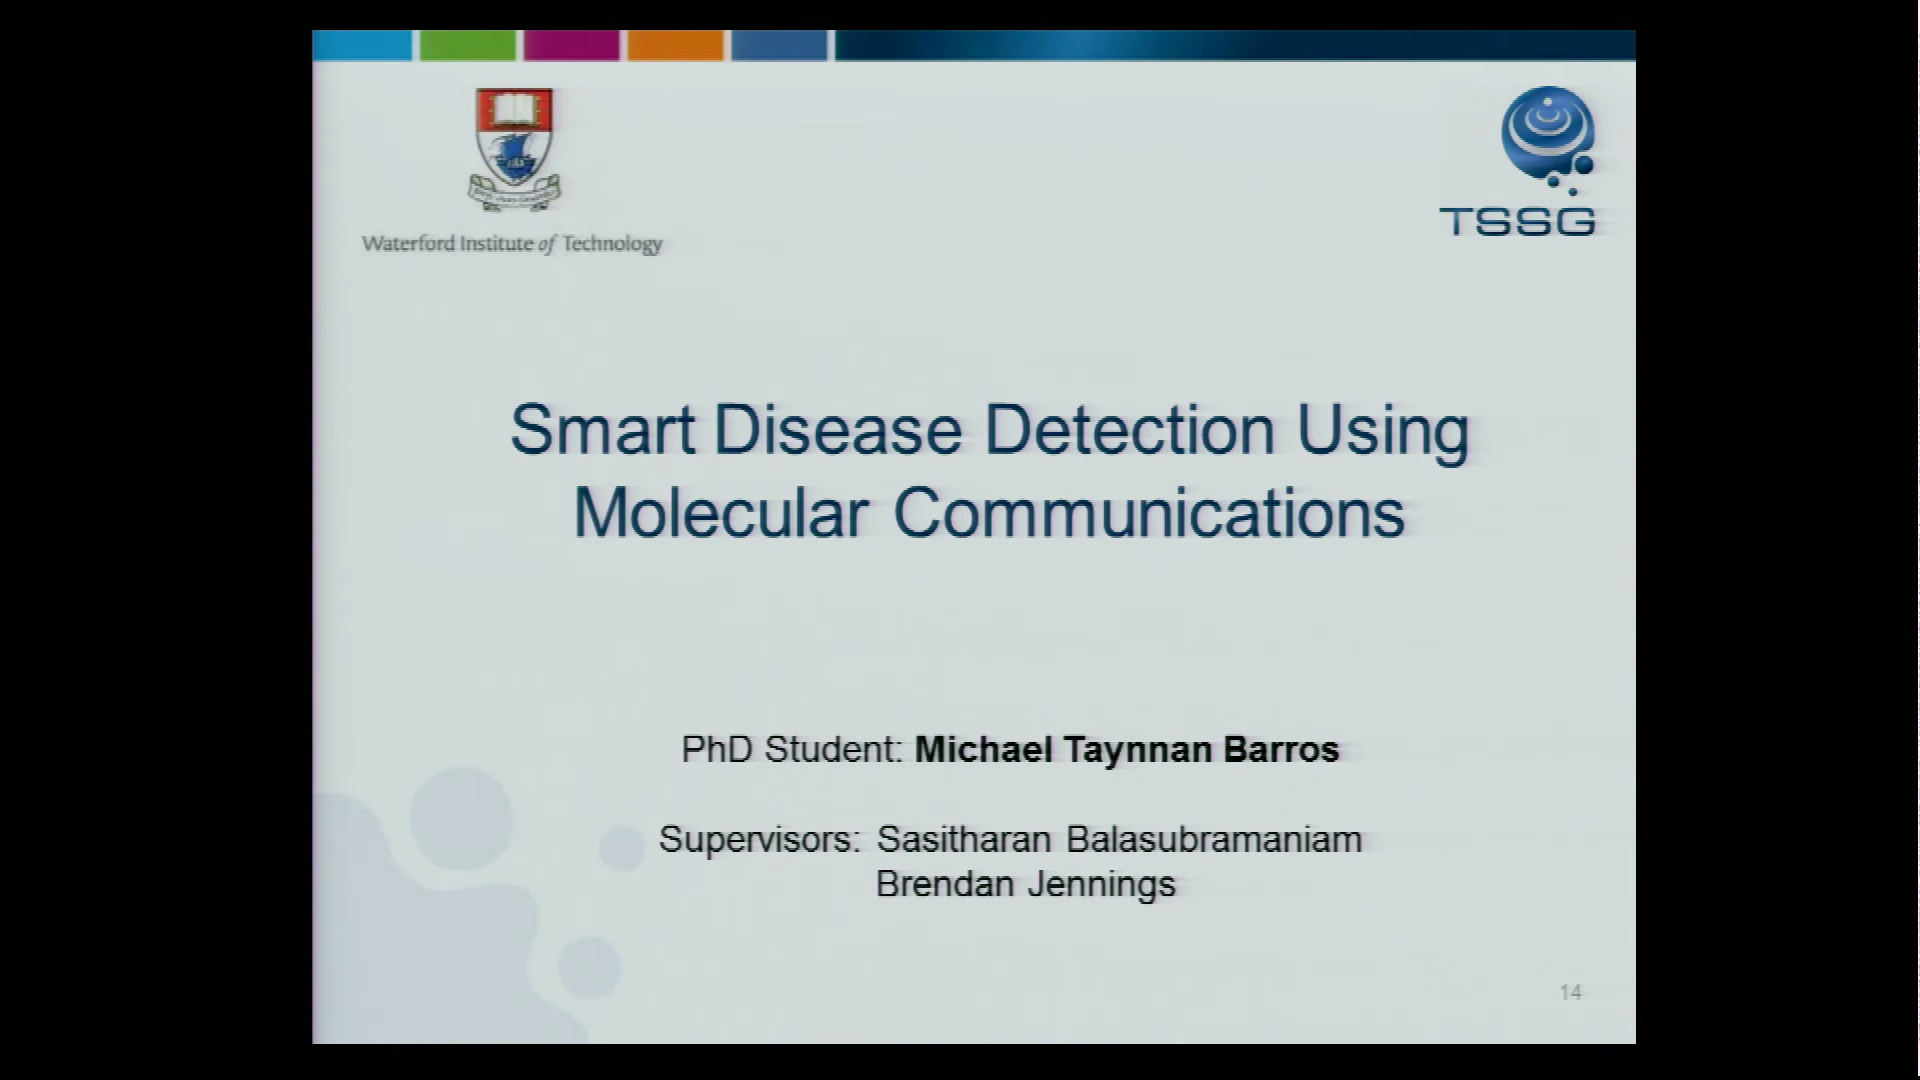 Waterford Institute of Technology
TSSG
Smart Disease Detection Using
Molecular Communications
PhD Student: Michael Taynnan Barros
Supervisors: Sasitharan Balasubramaniam
Brendan Jennings
14